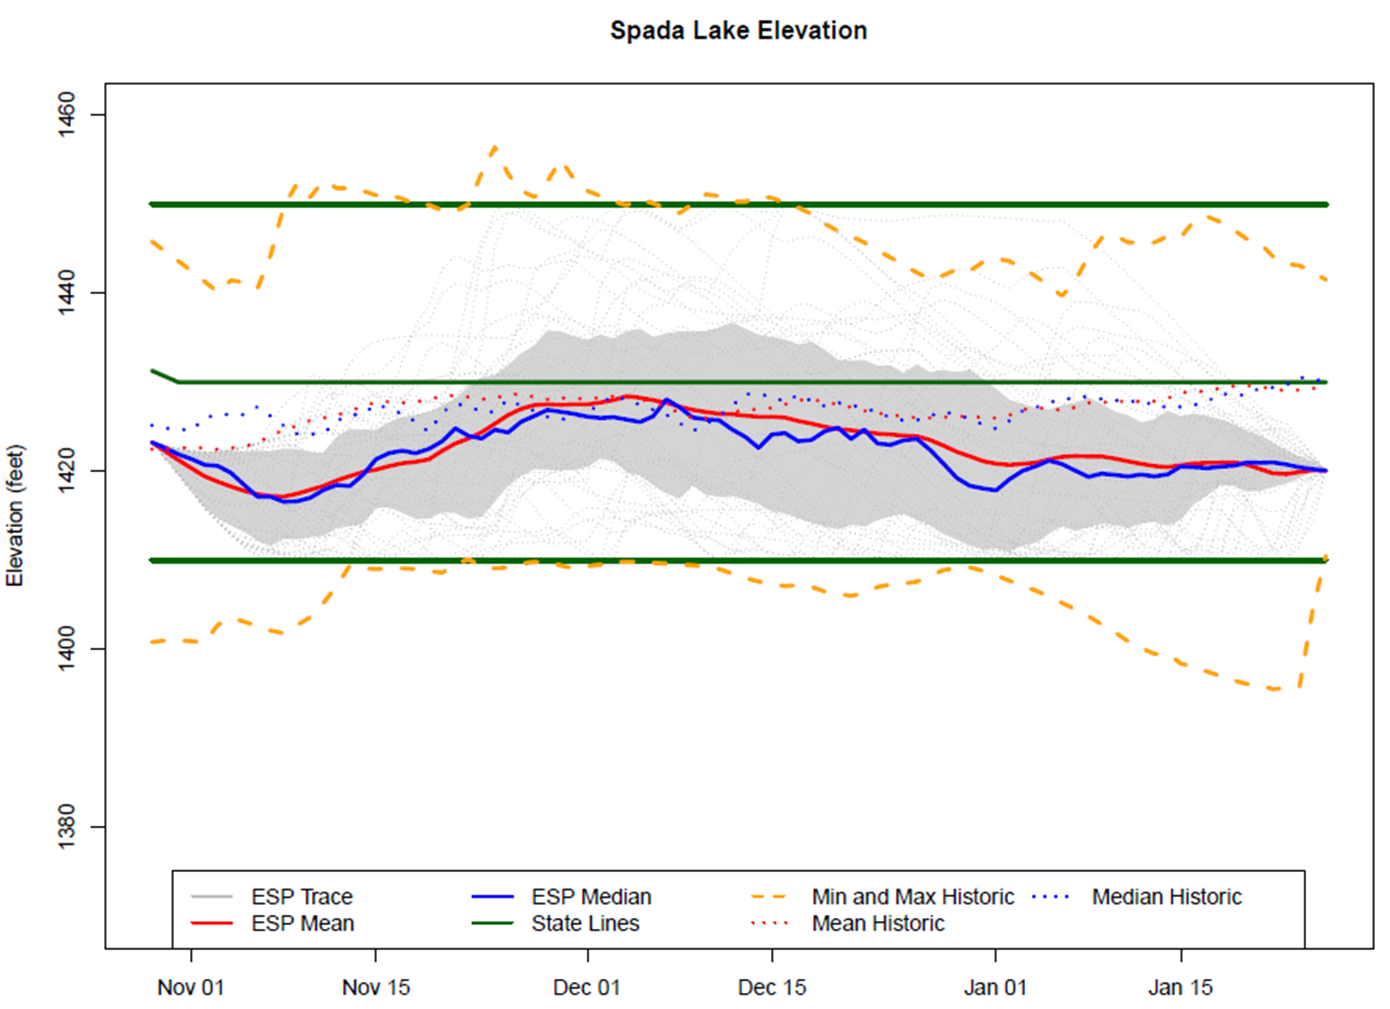 Spada Lake Elevation
Elevation (feet)
1460
1440
1420
1400
1380
ESP Trace
ESP Median
Min and Max Historic
Median Historic
ESP Mean
State Lines
Mean Historic
Nov 01
Nov 15
Dec 01
Dec 15
Jan 01
Jan 15